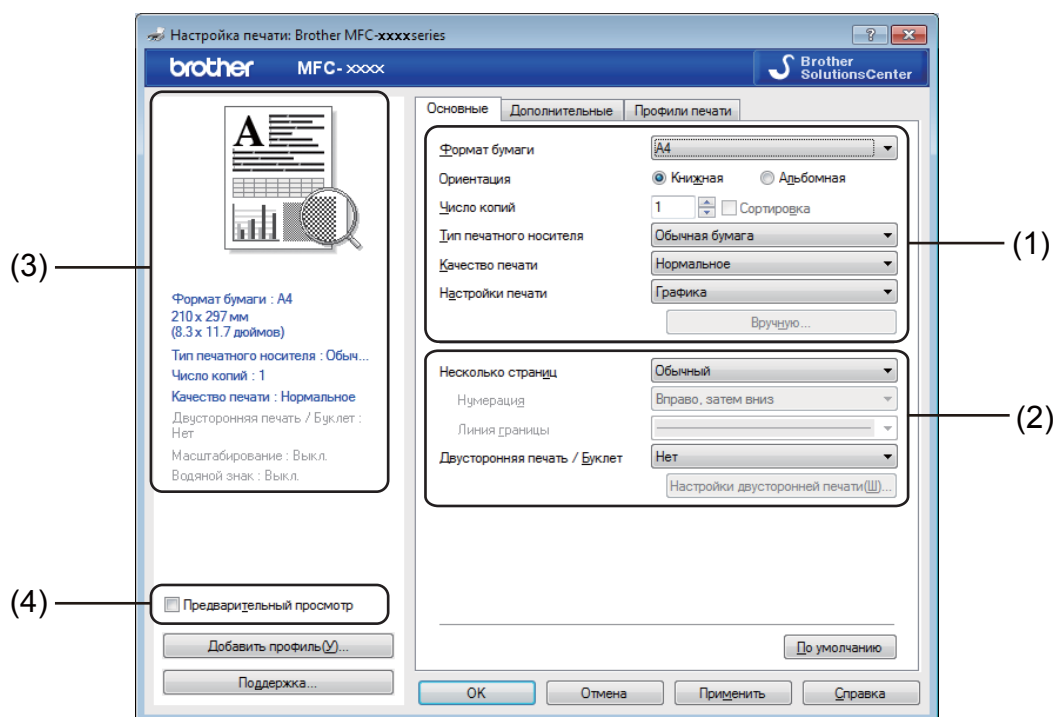 Настройка печати: Brother MFC-xxxx series
brother MFC- xxxx
Brother
SolutionsCenter
Основные Дополнительные Профили печати
A
Формат бумаги A4
Ориентация Книжная Альбомная
Число копий 1 Сортировка
Тип печатного носителя Обычная бумага
Качество печати Нормальное
Настройки печати Графика
Вручную...
(1)
Несколько страниц Обычный
Нумерация Вправо, затем вниз
Линия границы
Двусторонняя печать / Буклет Нет
Настройки двусторонней печати(Ш)...
(2)
(3)
Формат бумаги : A4
210 x 297 мм
(8.3 x 11.7 дюймов)
Тип печатного носителя : Обыч...
Число копий : 1
Качество печати : Нормальное
Двусторонняя печать / Буклет :
Нет
Масштабирование : Выкл.
Водяной знак : Выкл.
(4)
Предварительный просмотр
Добавить профиль(У)...
Поддержка...
По умолчанию
OK Отмена Применить Справка